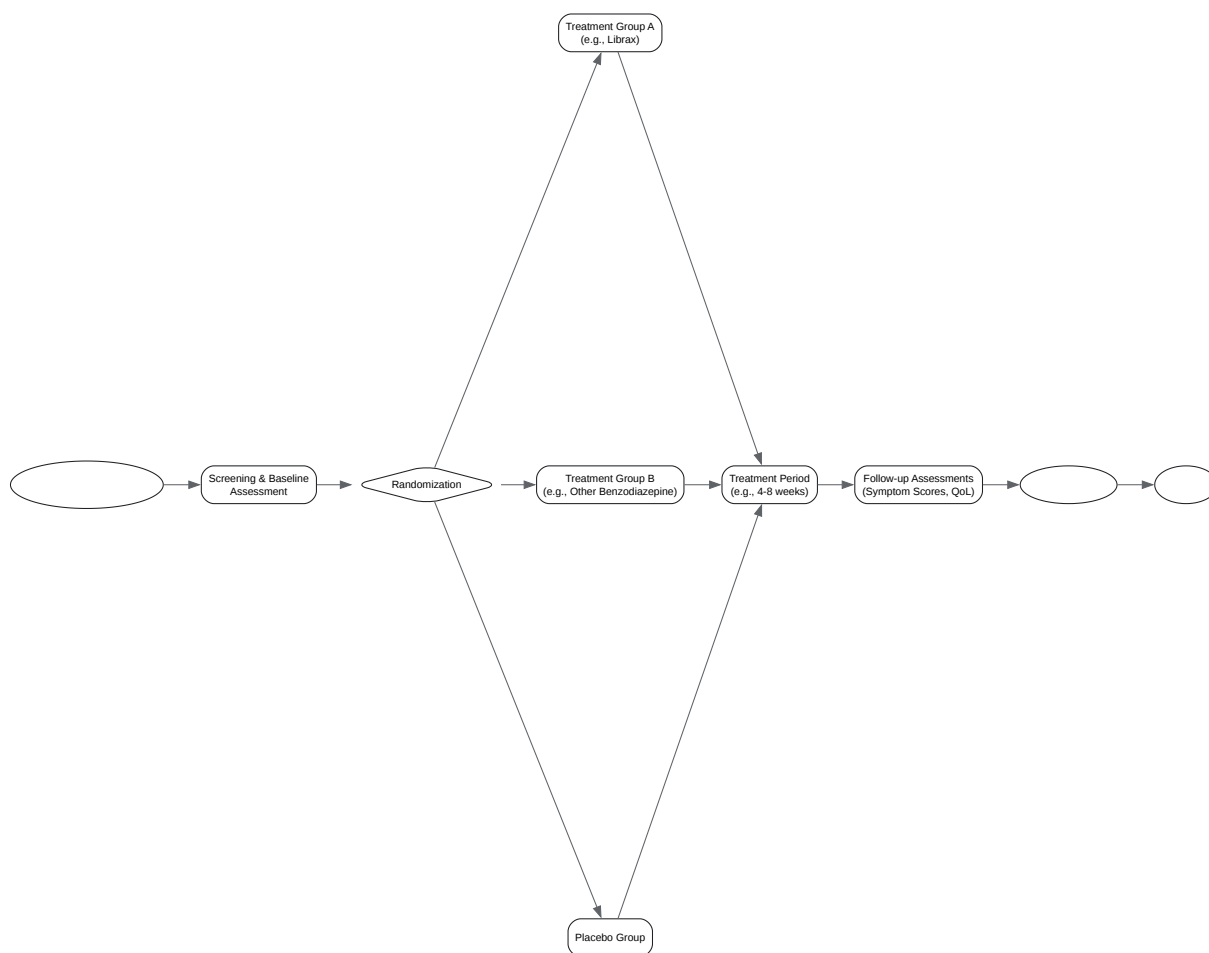 Treatment Group A
(e.g., Librax)
Screening & Baseline
Assessment
Randomization
Treatment Group B
(e.g., Other Benzodiazepine)
Treatment Period
(e.g., 4-8 weeks)
Follow-up Assessments
(Symptom Scores, QoL)
Placebo Group